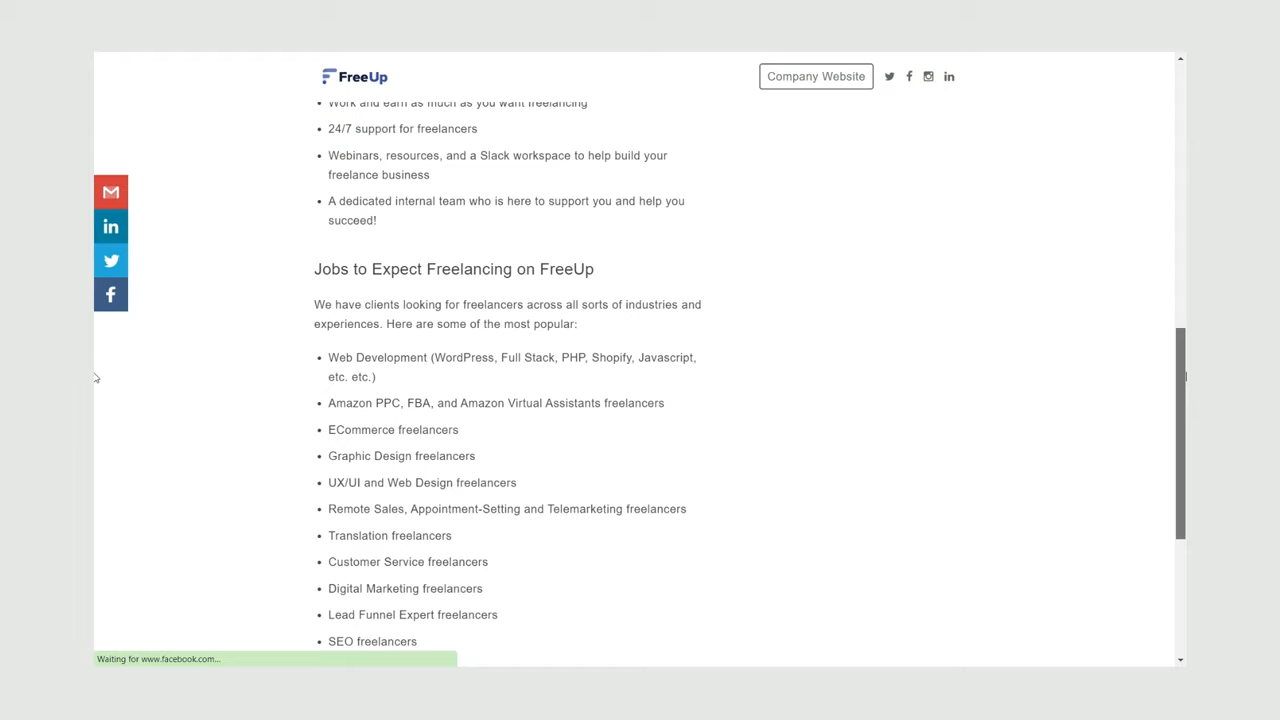 FreeUp
Company Website
Work and earn as much as you want freelancing
24/7 support for freelancers
Webinars, resources, and a Slack workspace to help build your
freelance business
A dedicated internal team who is here to support you and help you
succeed!
Jobs to Expect Freelancing on FreeUp
We have clients looking for freelancers across all sorts of industries and
experiences. Here are some of the most popular:
Web Development (WordPress, Full Stack, PHP, Shopify, Javascript,
etc. etc.)
Amazon PPC, FBA, and Amazon Virtual Assistants freelancers
ECommerce freelancers
Graphic Design freelancers
UX/UI and Web Design freelancers
Remote Sales, Appointment-Setting and Telemarketing freelancers
Translation freelancers
Customer Service freelancers
Digital Marketing freelancers
Lead Funnel Expert freelancers
SEO freelancers
Waiting for www.facebook.com...